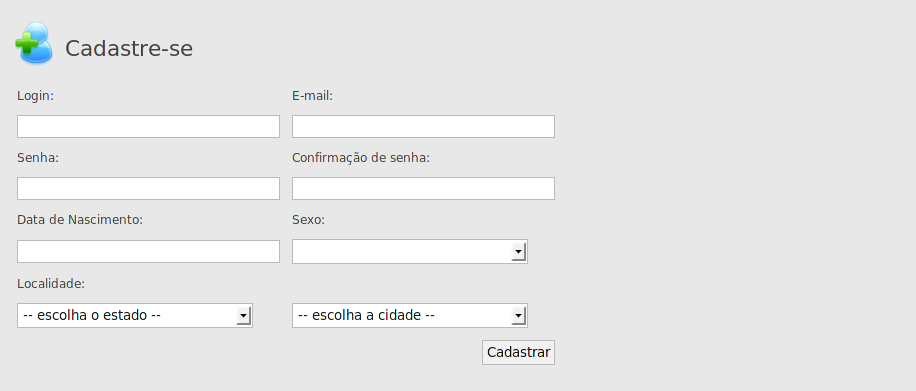 Cadastre-se
Login: E-mail:
Senha: Confirmação de senha:
Data de Nascimento: Sexo:
Localidade:
-- escolha o estado -- -- escolha a cidade --
Cadastrar